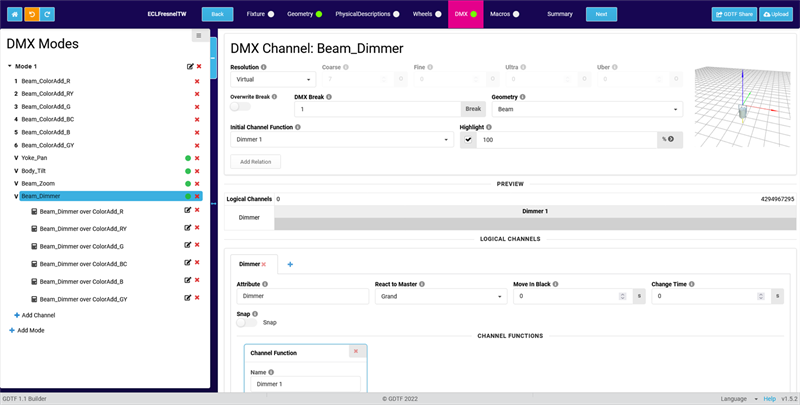 ECLFresnelTW
Back
Fixture
Geometry
PhysicalDescriptions
Wheels
DMX
Macros
Summary
Next
GDTF Share
Upload
DMX Modes
Mode 1
1 Beam_ColorAdd_R
2 Beam_ColorAdd_RY
3 Beam_ColorAdd_G
4 Beam_ColorAdd_BC
5 Beam_ColorAdd_B
6 Beam_ColorAdd_GY
V Yoke_Pan
V Body_Tilt
V Beam_Zoom
V Beam_Dimmer
Beam_Dimmer over ColorAdd_R
Beam_Dimmer over ColorAdd_RY
Beam_Dimmer over ColorAdd_G
Beam_Dimmer over ColorAdd_BC
Beam_Dimmer over ColorAdd_B
Beam_Dimmer over ColorAdd_GY
Add Channel
Add Mode
DMX Channel: Beam_Dimmer
Resolution Coarse Fine Ultra Uber
Virtual
Overwrite Break DMX Break Geometry
1 Break Beam
Initial Channel Function Highlight
Dimmer 1 100 %
Add Relation
PREVIEW
Logical Channels 0 4294967295
Dimmer Dimmer 1
LOGICAL CHANNELS
Dimmer
Attribute React to Master Move In Black Change Time
Dimmer Grand 0 s 0 s
Snap
Snap
CHANNEL FUNCTIONS
Channel Function
Name
Dimmer 1
GDTF 1.1 Builder © GDTF 2022 Language Help v1.5.2